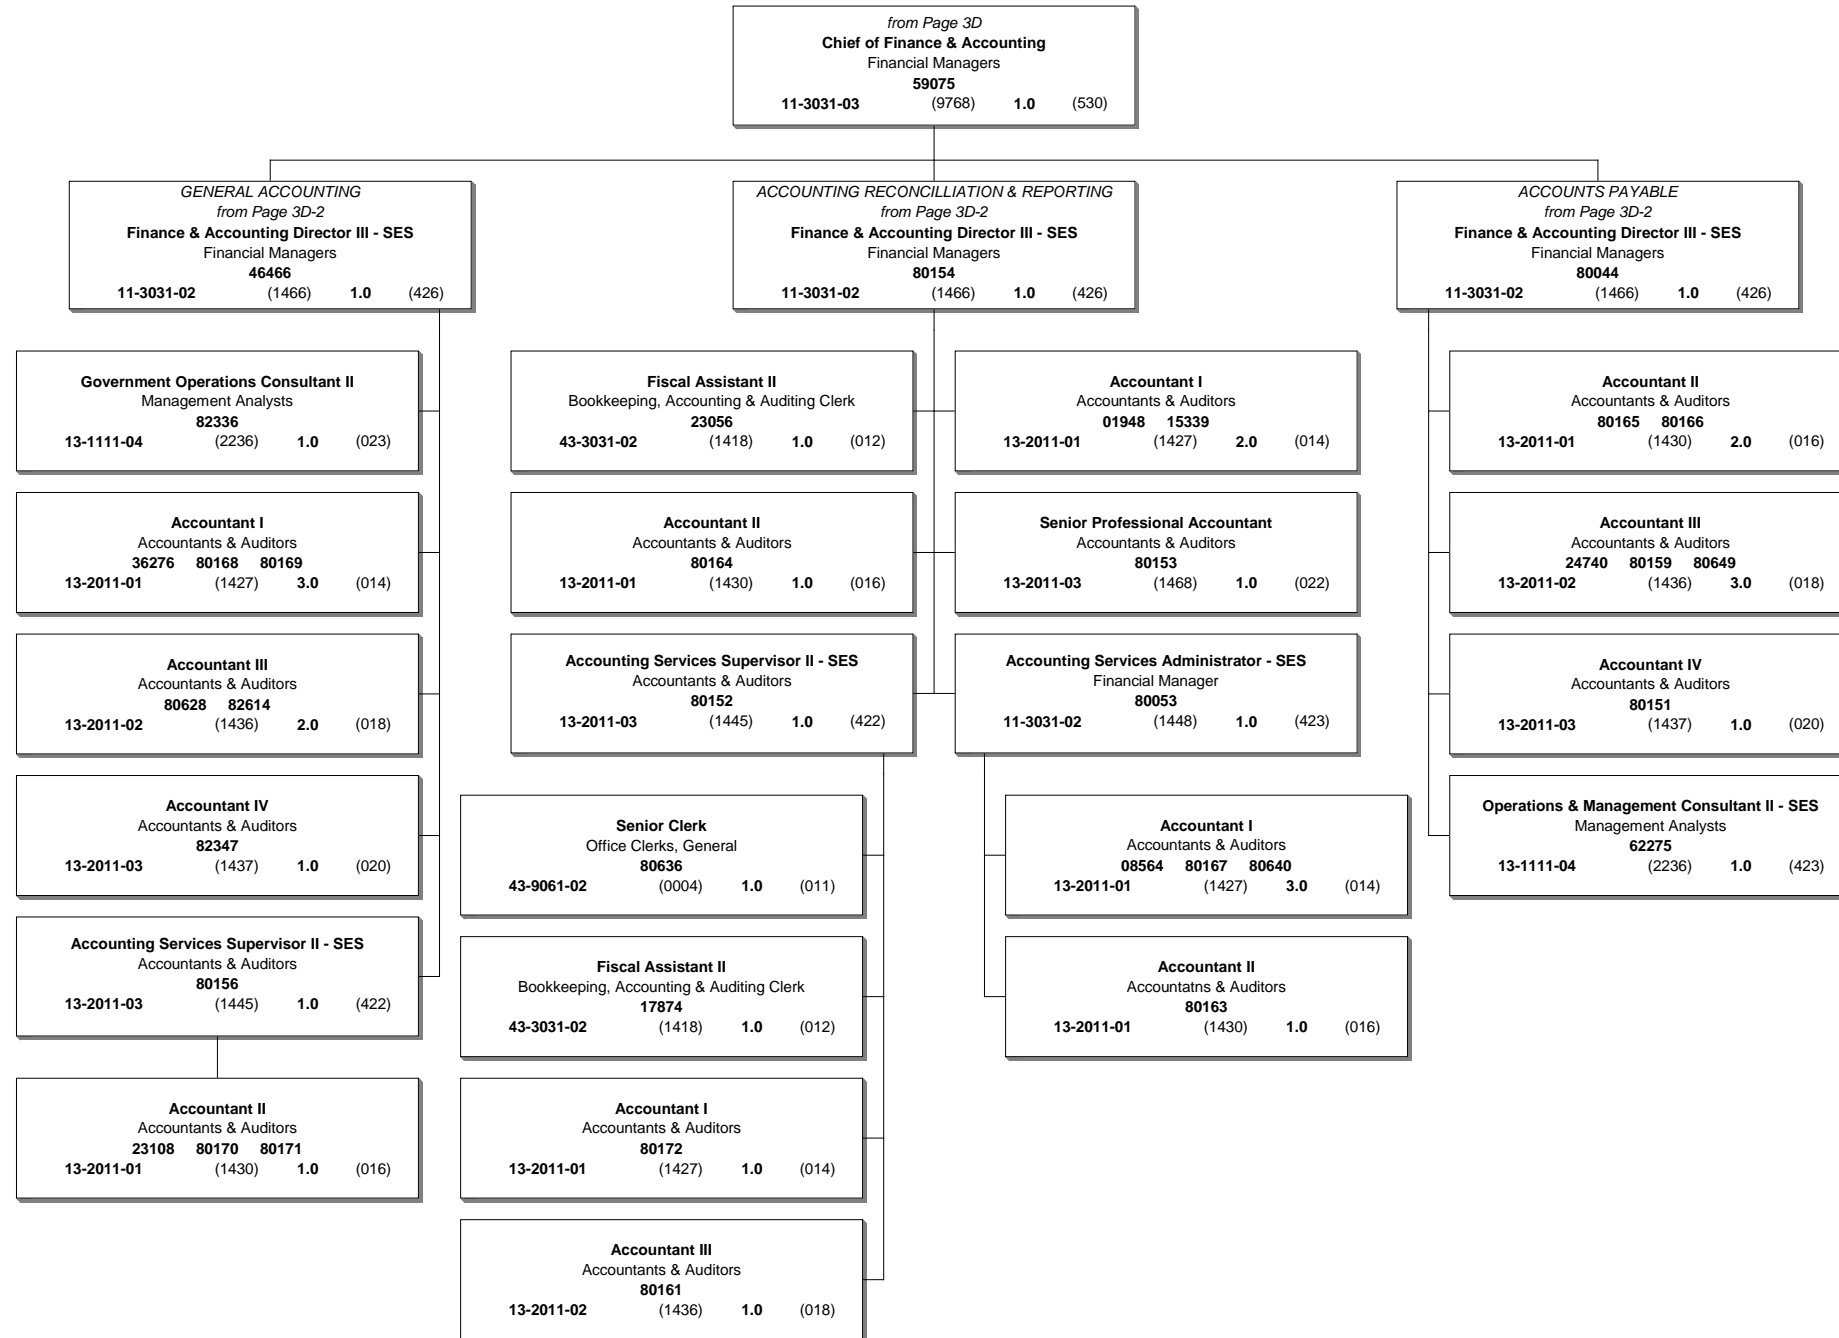 from Page 3D
Chief of Finance & Accounting
Financial Managers
59075
11-3031-03 (9768) 1.0 (530)
GENERAL ACCOUNTING
from Page 3D-2
Finance & Accounting Director III - SES
Financial Managers
46466
11-3031-02 (1466) 1.0 (426)
Government Operations Consultant II
Management Analysts
82336
13-1111-04 (2236) 1.0 (023)
Accountant I
Accountants & Auditors
36276 80168 80169
13-2011-01 (1427) 3.0 (014)
Accountant III
Accountants & Auditors
80628 82614
13-2011-02 (1436) 2.0 (018)
Accountant IV
Accountants & Auditors
82347
13-2011-03 (1437) 1.0 (020)
Accounting Services Supervisor II - SES
Accountants & Auditors
80156
13-2011-03 (1445) 1.0 (422)
Accountant II
Accountants & Auditors
23108 80170 80171
13-2011-01 (1430) 1.0 (016)
ACCOUNTING RECONCILLIATION & REPORTING
from Page 3D-2
Finance & Accounting Director III - SES
Financial Managers
80154
11-3031-02 (1466) 1.0 (426)
Fiscal Assistant II
Bookkeeping, Accounting & Auditing Clerk
23056
43-3031-02 (1418) 1.0 (012)
Accountant I
Accountants & Auditors
01948 15339
13-2011-01 (1427) 2.0 (014)
Accountant II
Accountants & Auditors
80164
13-2011-01 (1430) 1.0 (016)
Senior Professional Accountant
Accountants & Auditors
80153
13-2011-03 (1468) 1.0 (022)
Accounting Services Supervisor II - SES
Accountants & Auditors
80152
13-2011-03 (1445) 1.0 (422)
Accounting Services Administrator - SES
Financial Manager
80053
11-3031-02 (1448) 1.0 (423)
Senior Clerk
Office Clerks, General
80636
43-9061-02 (0004) 1.0 (011)
Fiscal Assistant II
Bookkeeping, Accounting & Auditing Clerk
17874
43-3031-02 (1418) 1.0 (012)
Accountant I
Accountants & Auditors
80172
13-2011-01 (1427) 1.0 (014)
Accountant III
Accountants & Auditors
80161
13-2011-02 (1436) 1.0 (018)
Accountant I
Accountants & Auditors
08564 80167 80640
13-2011-01 (1427) 3.0 (014)
Accountant II
Accountatns & Auditors
80163
13-2011-01 (1430) 1.0 (016)
ACCOUNTS PAYABLE
from Page 3D-2
Finance & Accounting Director III - SES
Financial Managers
80044
11-3031-02 (1466) 1.0 (426)
Accountant II
Accountants & Auditors
80165 80166
13-2011-01 (1430) 2.0 (016)
Accountant III
Accountants & Auditors
24740 80159 80649
13-2011-02 (1436) 3.0 (018)
Accountant IV
Accountants & Auditors
80151
13-2011-03 (1437) 1.0 (020)
Operations & Management Consultant II - SES
Management Analysts
62275
13-1111-04 (2236) 1.0 (423)